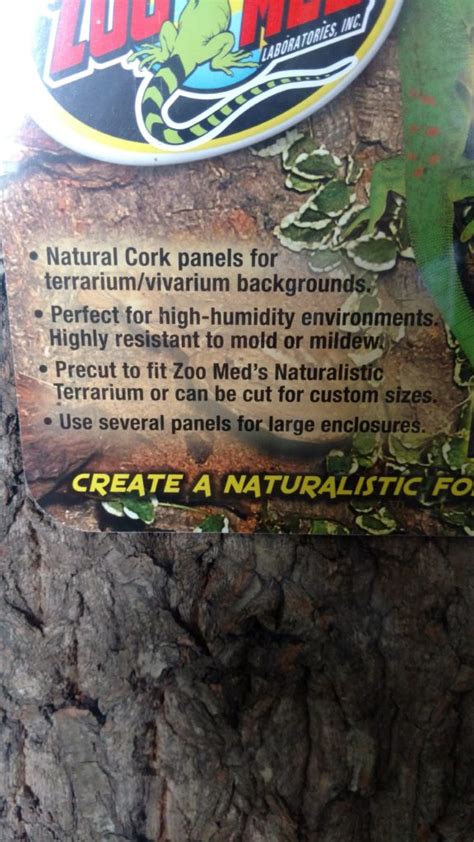 ZOO MED
LABORATORIES, INC.
• Natural Cork panels for
terrarium/vivarium backgrounds.
• Perfect for high-humidity environments.
Highly resistant to mold or mildew.
• Precut to fit Zoo Med's Naturalistic
Terrarium or can be cut for custom sizes.
• Use several panels for large enclosures.
CREATE A NATURALISTIC